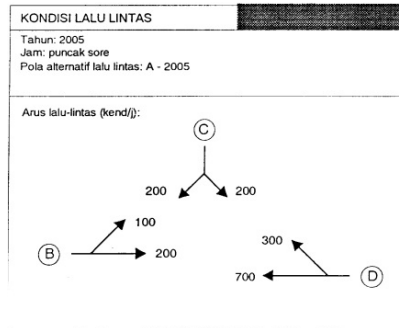 KONDISI LALU LINTAS
Tahun: 2005
Jam: puncak sore
Pola alternatif lalu lintas: A - 2005
Arus lalu-lintas (kend/j):
C
200 200
100
B 200
300
700 D